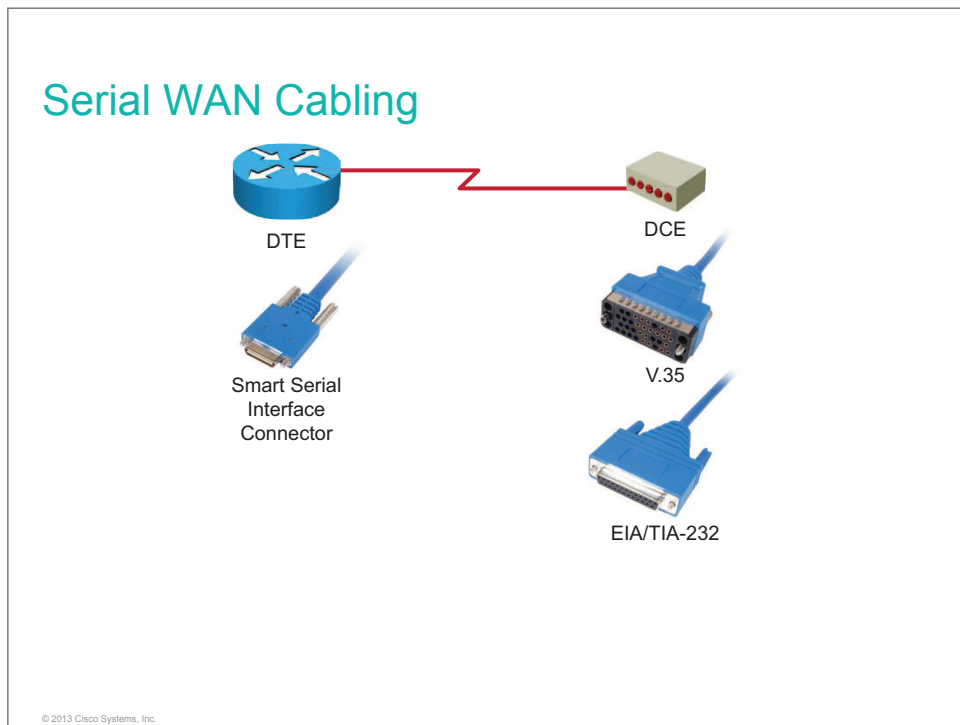 Serial WAN Cabling
DTE
DCE
Smart Serial
Interface
Connector
V.35
EIA/TIA-232
© 2013 Cisco Systems, Inc.